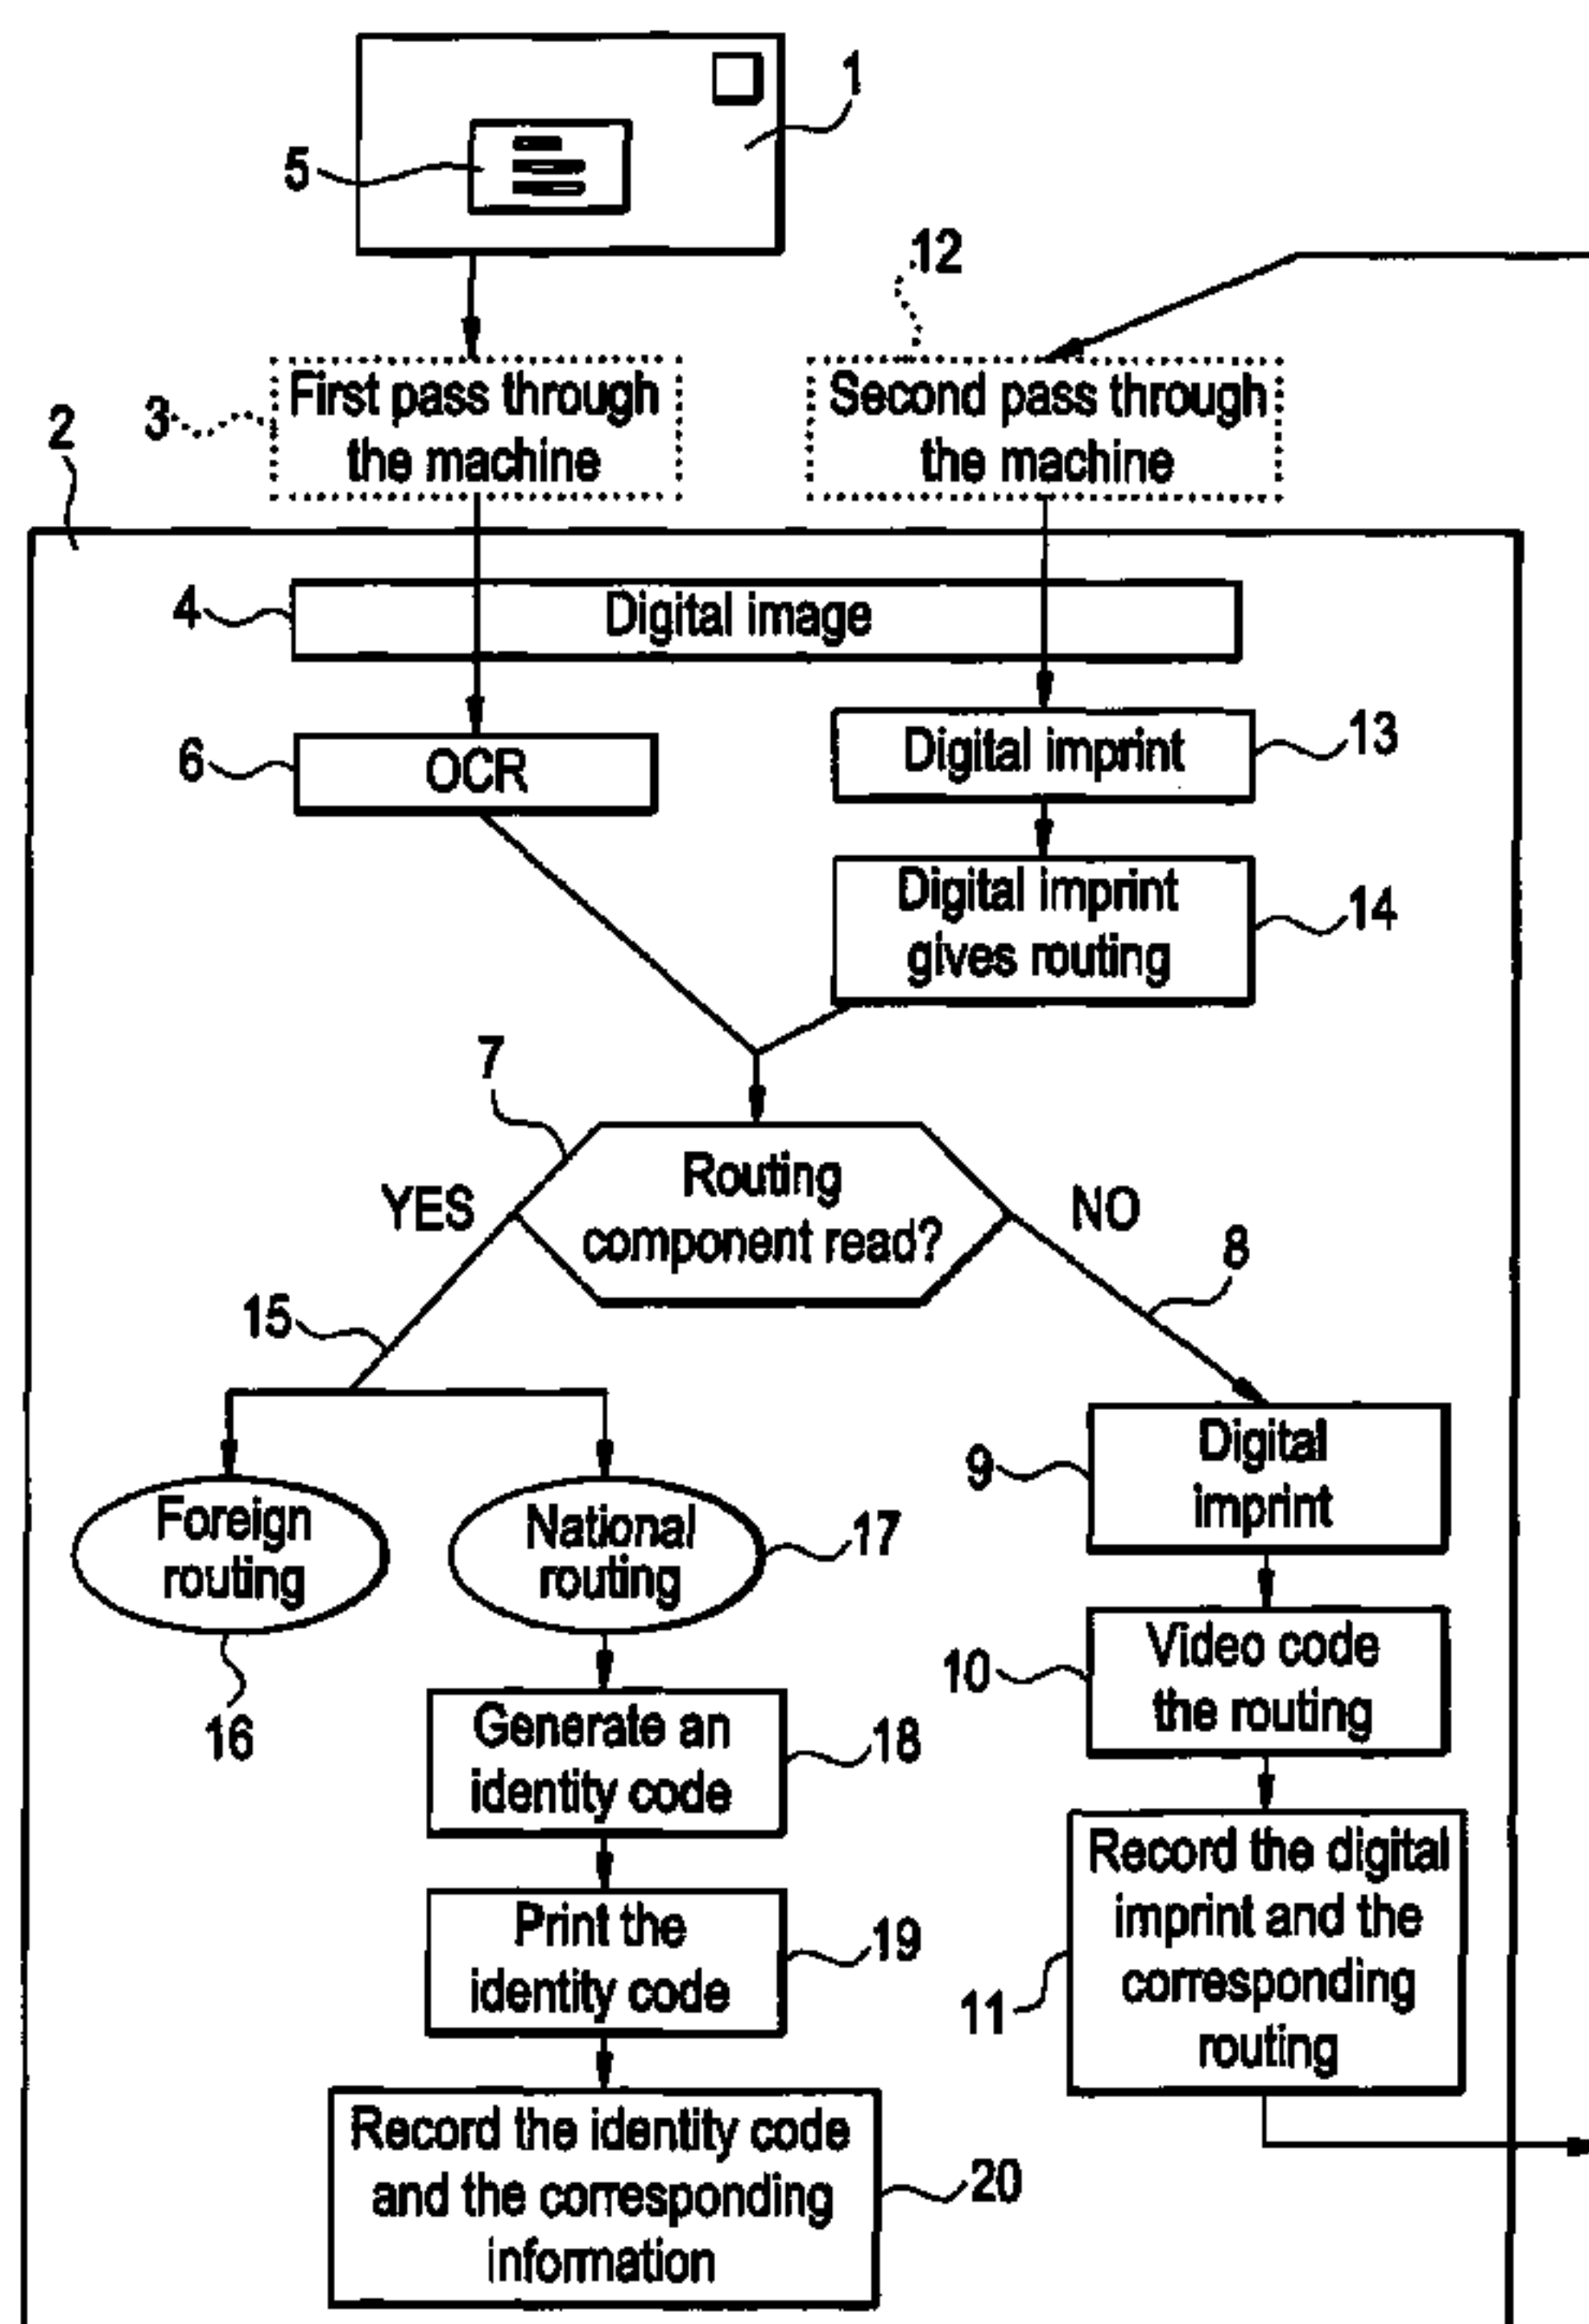 1
5
12
First pass through
the machine
3
Second pass through
the machine
2
4
Digital image
6
OCR
Digital imprint
13
Digital imprint
gives routing
14
7
YES
Routing
component read?
NO
8
15
Foreign
routing
16
National
routing
17
9
Digital
imprint
10
Video code
the routing
Generate an
identity code
18
Print the
identity code
19
11
Record the digital
imprint and the
corresponding
routing
Record the identity code
and the corresponding
information
20